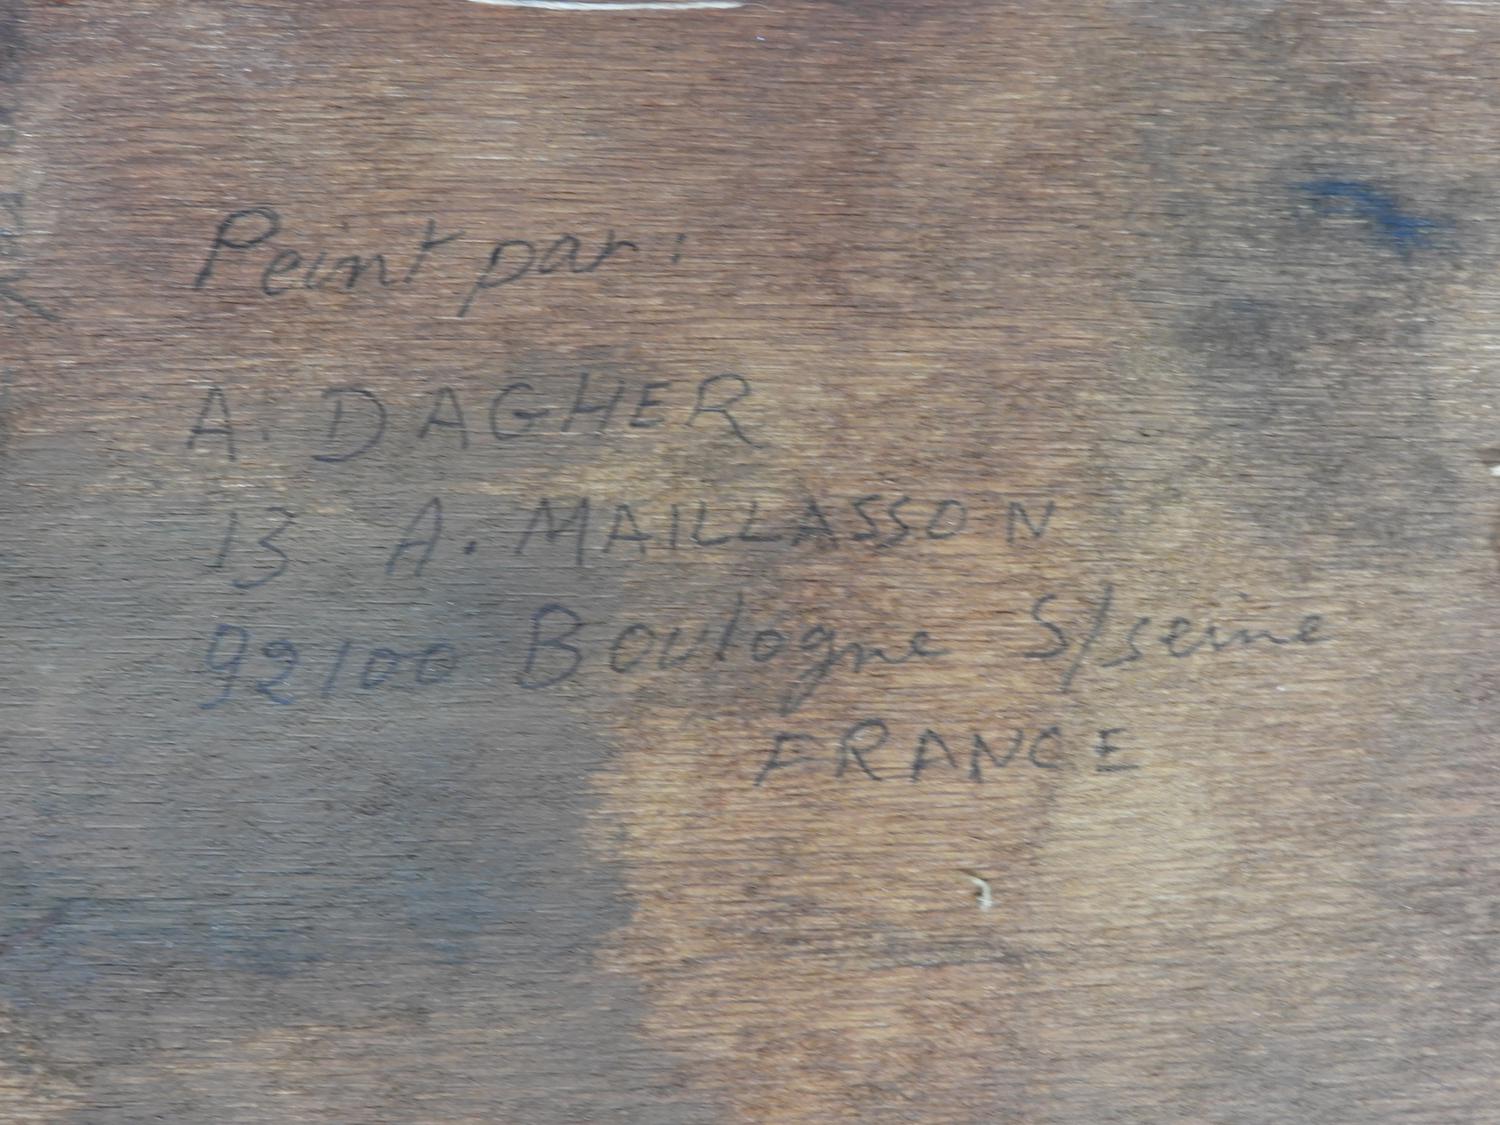 Peint par :
A. DAGHER
13 A. MAILLASSON
92100 Boulogne S/seine
FRANCE